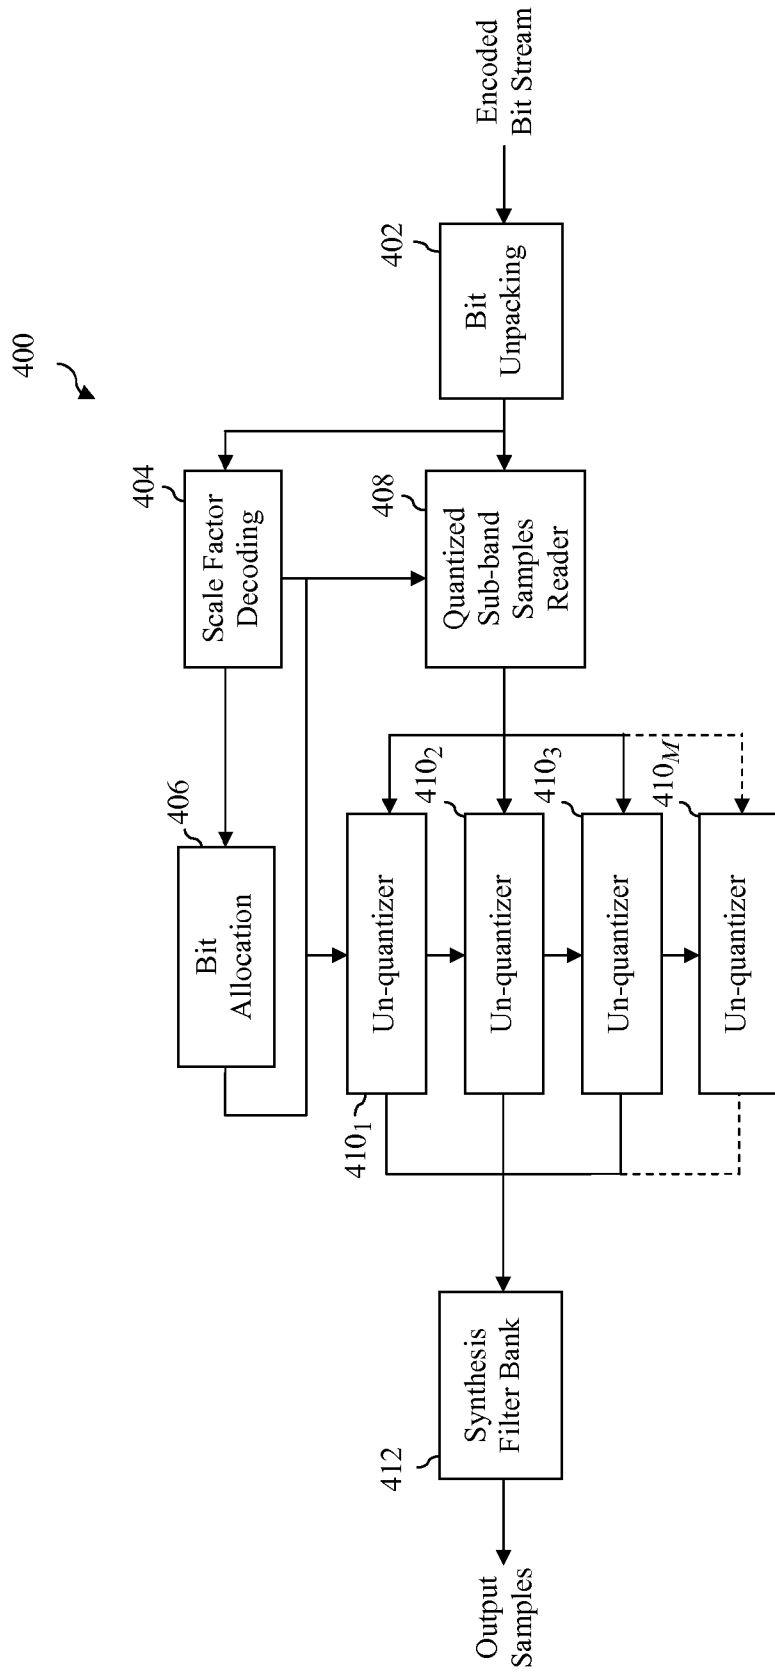 400
Encoded
Bit Stream
402
Bit
Unpacking
404
Scale Factor
Decoding
408
Quantized
Sub-band
Samples
Reader
406
Bit
Allocation
410₁
Un-quantizer
410₂
Un-quantizer
410₃
Un-quantizer
410M
Un-quantizer
412
Synthesis
Filter Bank
Output
Samples